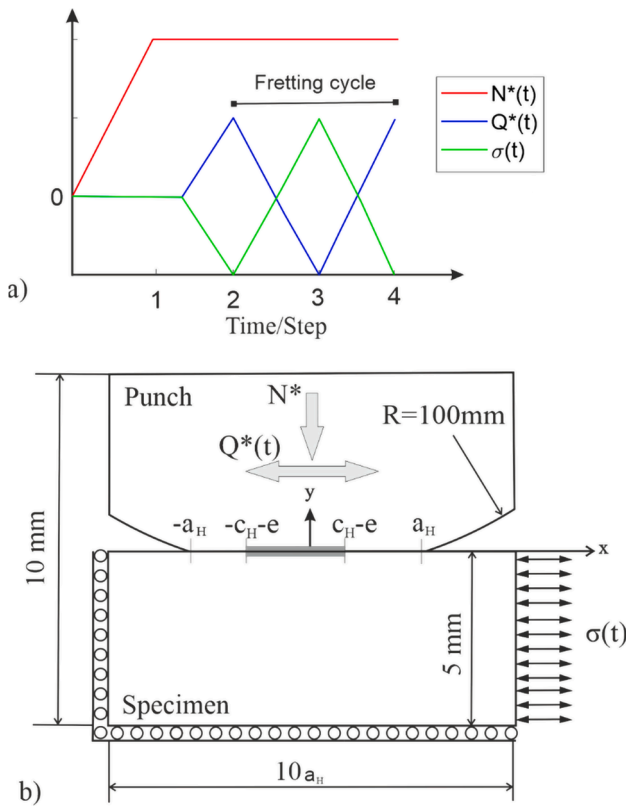 Fretting cycle
N*(t)
Q*(t)
σ(t)
0
1
2
3
4
Time/Step
a)
Punch
N*
R=100mm
Q*(t)
y
-a_H
-c_H-e
c_H-e
a_H
x
10 mm
5 mm
σ(t)
Specimen
10a_H
b)